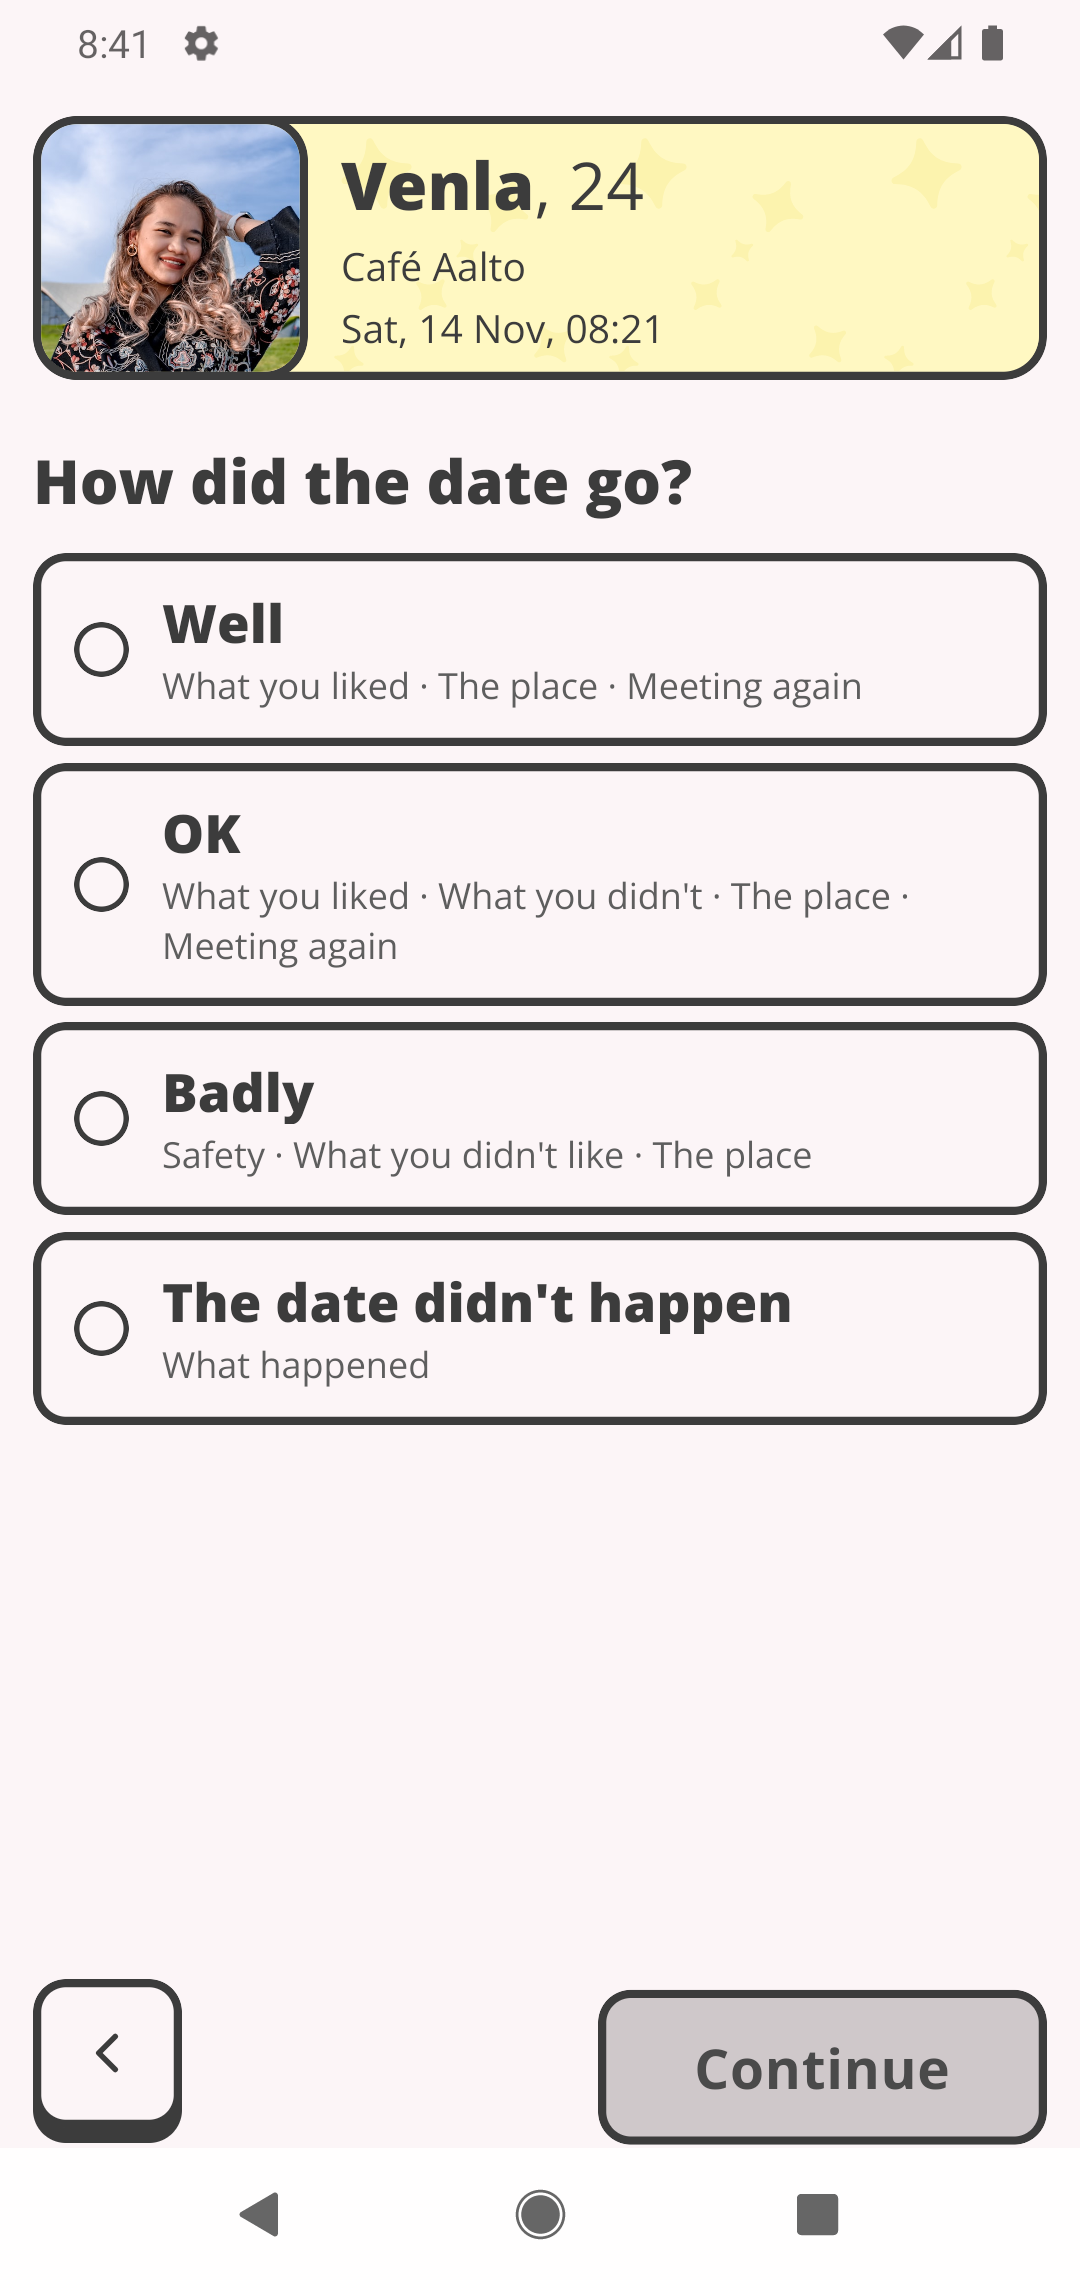 8:41
Venla, 24
Café Aalto
Sat, 14 Nov, 08:21
How did the date go?
Well
What you liked · The place · Meeting again
OK
What you liked · What you didn't · The place ·
Meeting again
Badly
Safety · What you didn't like · The place
The date didn't happen
What happened
Continue